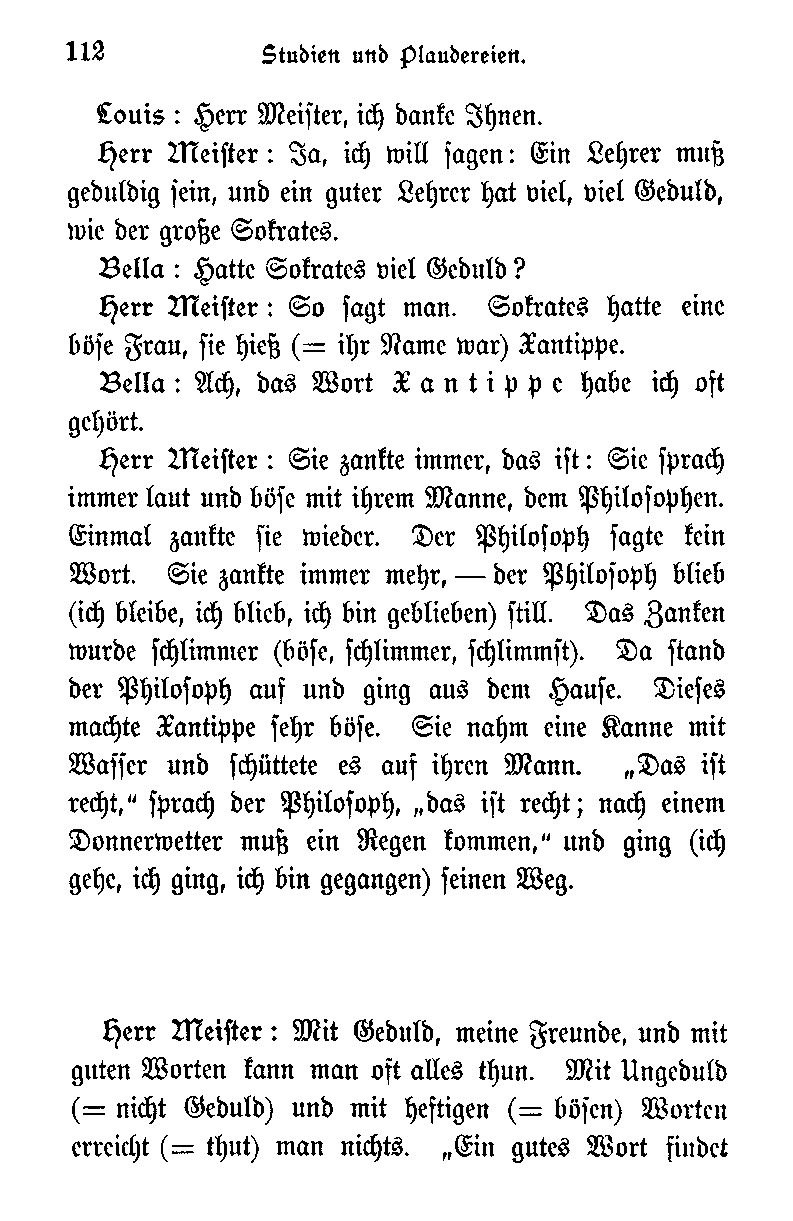 112 Studien und Plaudereien.
Louis : Herr Meister, ich danke Ihnen.
Herr Meister : Ja, ich will sagen: Ein Lehrer muß
geduldig sein, und ein guter Lehrer hat viel, viel Geduld,
wie der große Sokrates.
Bella : Hatte Sokrates viel Geduld?
Herr Meister : So sagt man. Sokrates hatte eine
böse Frau, sie hieß (= ihr Name war) Xantippe.
Bella : Ach, das Wort Xantippe habe ich oft
gehört.
Herr Meister : Sie zankte immer, das ist: Sie sprach
immer laut und böse mit ihrem Manne, dem Philosophen.
Einmal zankte sie wieder. Der Philosoph sagte kein
Wort. Sie zankte immer mehr, — der Philosoph blieb
(ich bleibe, ich blieb, ich bin geblieben) still. Das Zanken
wurde schlimmer (böse, schlimmer, schlimmst). Da stand
der Philosoph auf und ging aus dem Hause. Dieses
machte Xantippe sehr böse. Sie nahm eine Kanne mit
Wasser und schüttete es auf ihren Mann. „Das ist
recht," sprach der Philosoph, „das ist recht; nach einem
Donnerwetter muß ein Regen kommen," und ging (ich
gehe, ich ging, ich bin gegangen) seinen Weg.
Herr Meister : Mit Geduld, meine Freunde, und mit
guten Worten kann man oft alles thun. Mit Ungeduld
(= nicht Geduld) und mit heftigen (= bösen) Worten
erreicht (= thut) man nichts. „Ein gutes Wort findet